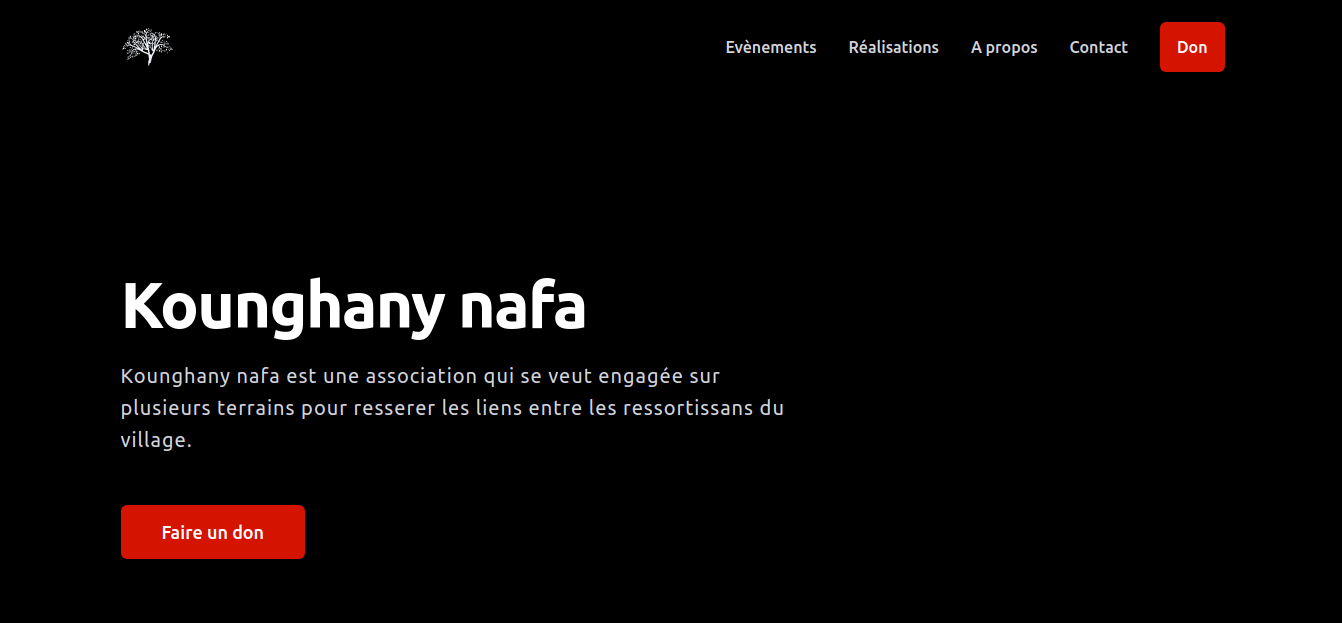 Evènements Réalisations A propos Contact Don
Kounghany nafa
Kounghany nafa est une association qui se veut engagée sur
plusieurs terrains pour resserer les liens entre les ressortissans du
village.
Faire un don